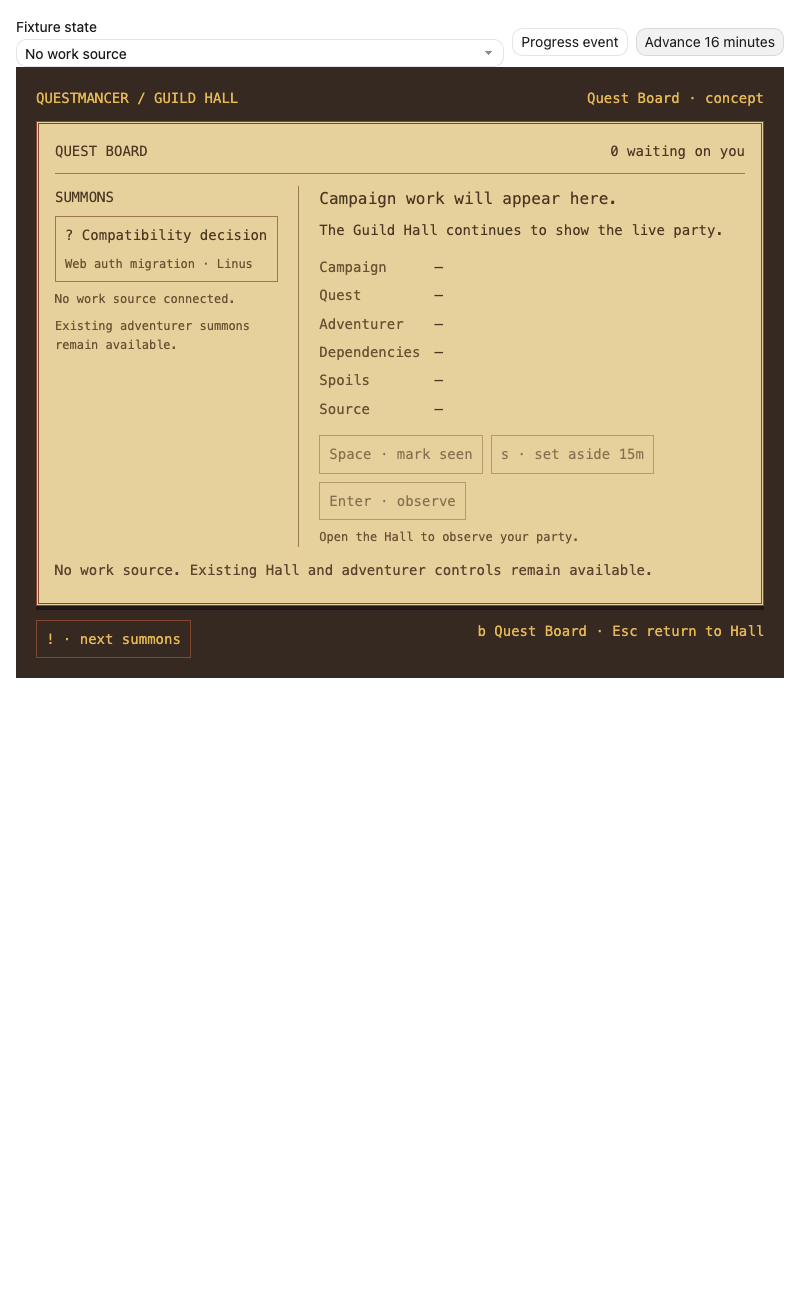 Fixture state
No work source
Progress event
Advance 16 minutes
QUESTMANCER / GUILD HALL
Quest Board · concept
QUEST BOARD
0 waiting on you
SUMMONS
? Compatibility decision
Web auth migration · Linus
No work source connected.
Existing adventurer summons
remain available.
Campaign work will appear here.
The Guild Hall continues to show the live party.
Campaign —
Quest —
Adventurer —
Dependencies —
Spoils —
Source —
Space · mark seen
s · set aside 15m
Enter · observe
Open the Hall to observe your party.
No work source. Existing Hall and adventurer controls remain available.
! · next summons
b Quest Board · Esc return to Hall